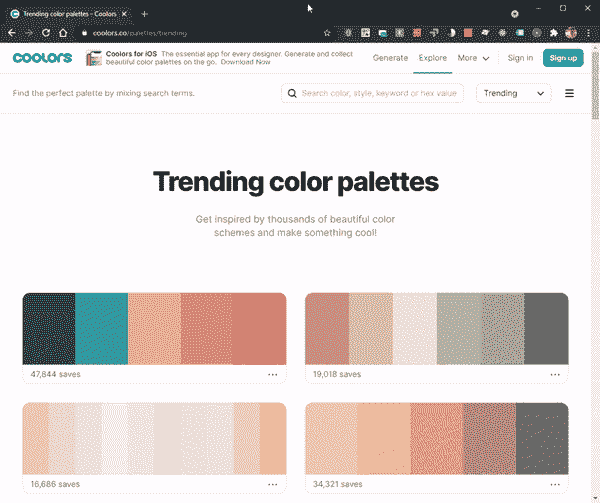 Trending color palettes - Coolors
coolors.co/palettes/trending
coolors
Coolors for iOS The essential app for every designer. Generate and collect
beautiful color palettes on the go. Download Now
Generate Explore More Sign in Sign up
Find the perfect palette by mixing search terms.
Search color, style, keyword or hex value
Trending
Trending color palettes
Get inspired by thousands of beautiful color
schemes and make something cool!
47,844 saves
19,018 saves
16,686 saves
34,321 saves